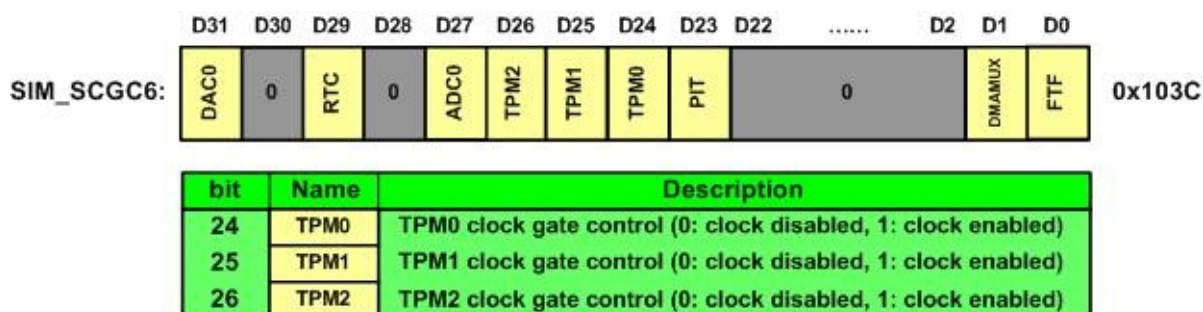 D31 D30 D29 D28 D27 D26 D25 D24 D23 D22 ...... D2 D1 D0
SIM_SCGC6: DAC0 0 RTC 0 ADC0 TPM2 TPM1 TPM0 PIT 0 DMAMUX FTF 0x103C
bit Name Description
24 TPM0 TPM0 clock gate control (0: clock disabled, 1: clock enabled)
25 TPM1 TPM1 clock gate control (0: clock disabled, 1: clock enabled)
26 TPM2 TPM2 clock gate control (0: clock disabled, 1: clock enabled)